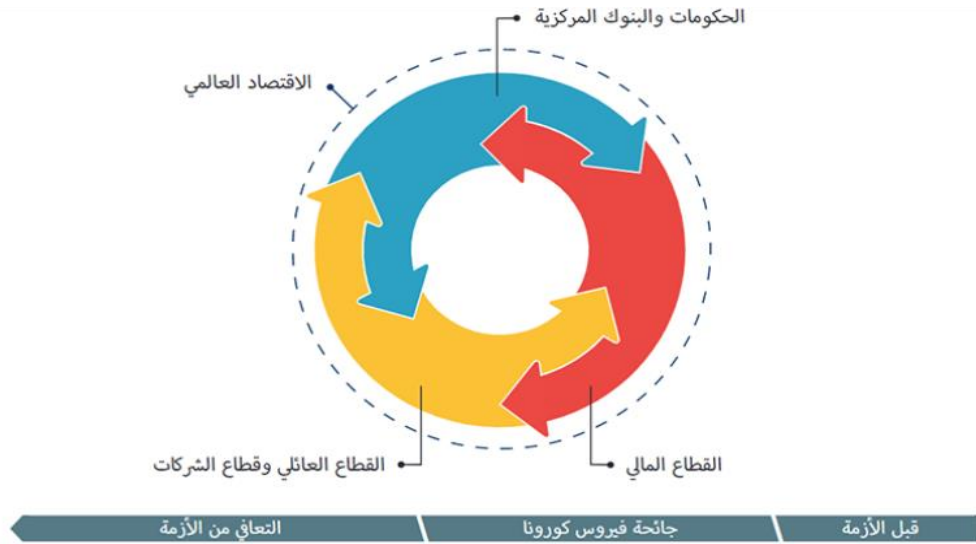 الحكومات والبنوك المركزية
الاقتصاد العالمي
القطاع المالي
القطاع العائلي وقطاع الشركات
قبل الأزمة
جائحة فيروس كورونا
التعافي من الأزمة